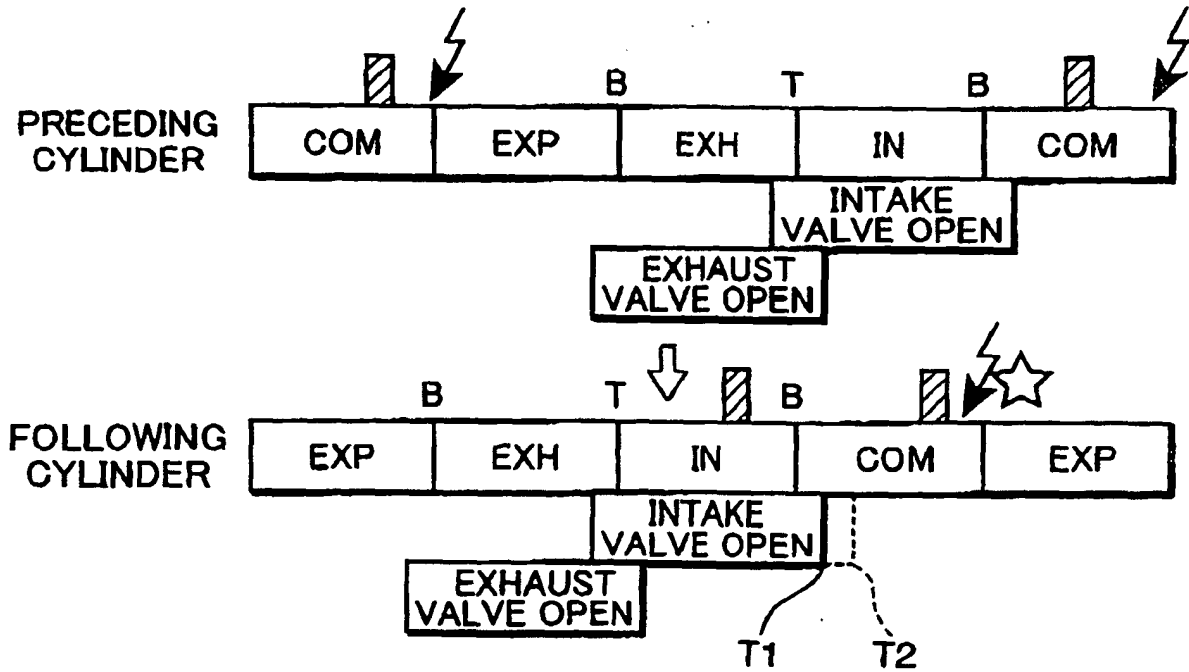 B T B
PRECEDING
CYLINDER
COM EXP EXH IN COM
INTAKE
VALVE OPEN
EXHAUST
VALVE OPEN
B T B
FOLLOWING
CYLINDER
EXP EXH IN COM EXP
INTAKE
VALVE OPEN
EXHAUST
VALVE OPEN
T1 T2